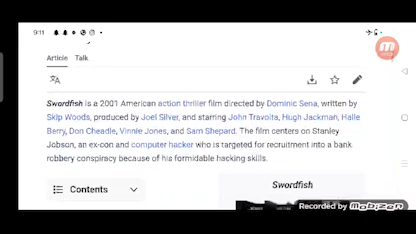 9:11
Article Talk
Swordfish is a 2001 American action thriller film directed by Dominic Sena, written by
Skip Woods, produced by Joel Silver, and starring John Travolta, Hugh Jackman, Halle
Berry, Don Cheadle, Vinnie Jones, and Sam Shepard. The film centers on Stanley
Jobson, an ex-con and computer hacker who is targeted for recruitment into a bank
robbery conspiracy because of his formidable hacking skills.
Contents
Swordfish
Recorded by Mobizen